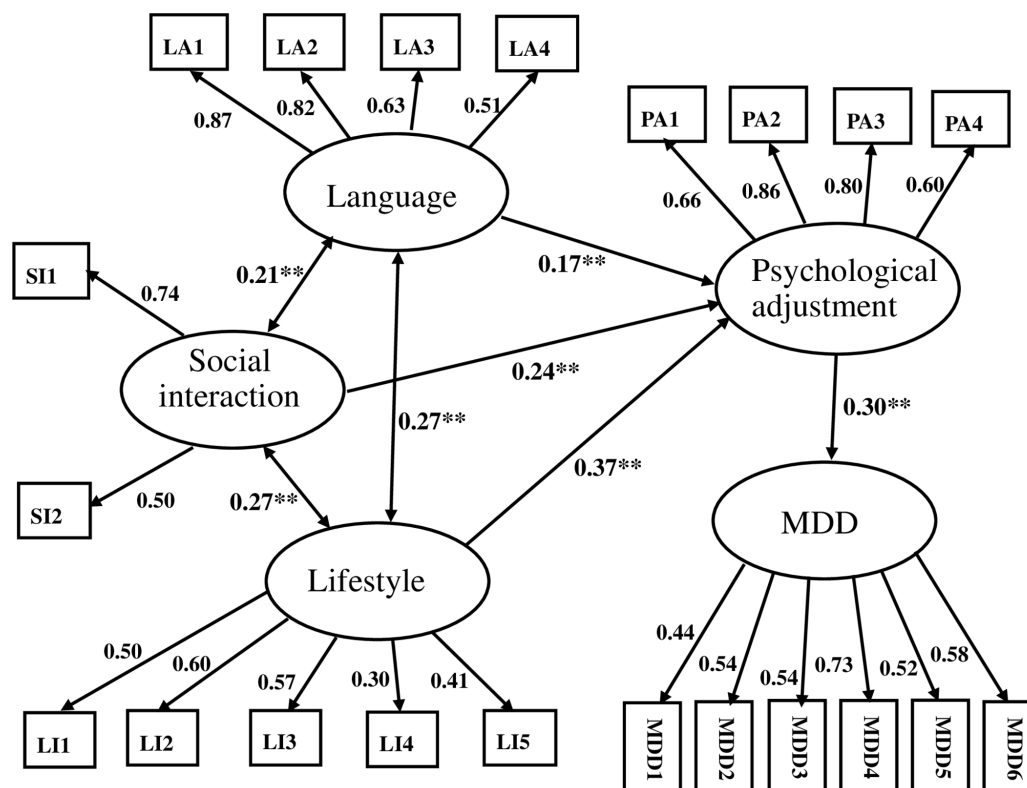 LA1
LA2
LA3
LA4
0.87
0.82
0.63
0.51
Language
PA1
PA2
PA3
PA4
0.66
0.86
0.80
0.60
Psychological
adjustment
SI1
0.74
0.21**
0.17**
Social
interaction
0.24**
0.27**
0.37**
0.30**
SI2
0.50
0.27**
MDD
Lifestyle
0.50
0.60
0.57
0.30
0.41
LI1
LI2
LI3
LI4
LI5
0.44
0.54
0.54
0.73
0.52
0.58
MDD1
MDD2
MDD3
MDD4
MDD5
MDD6